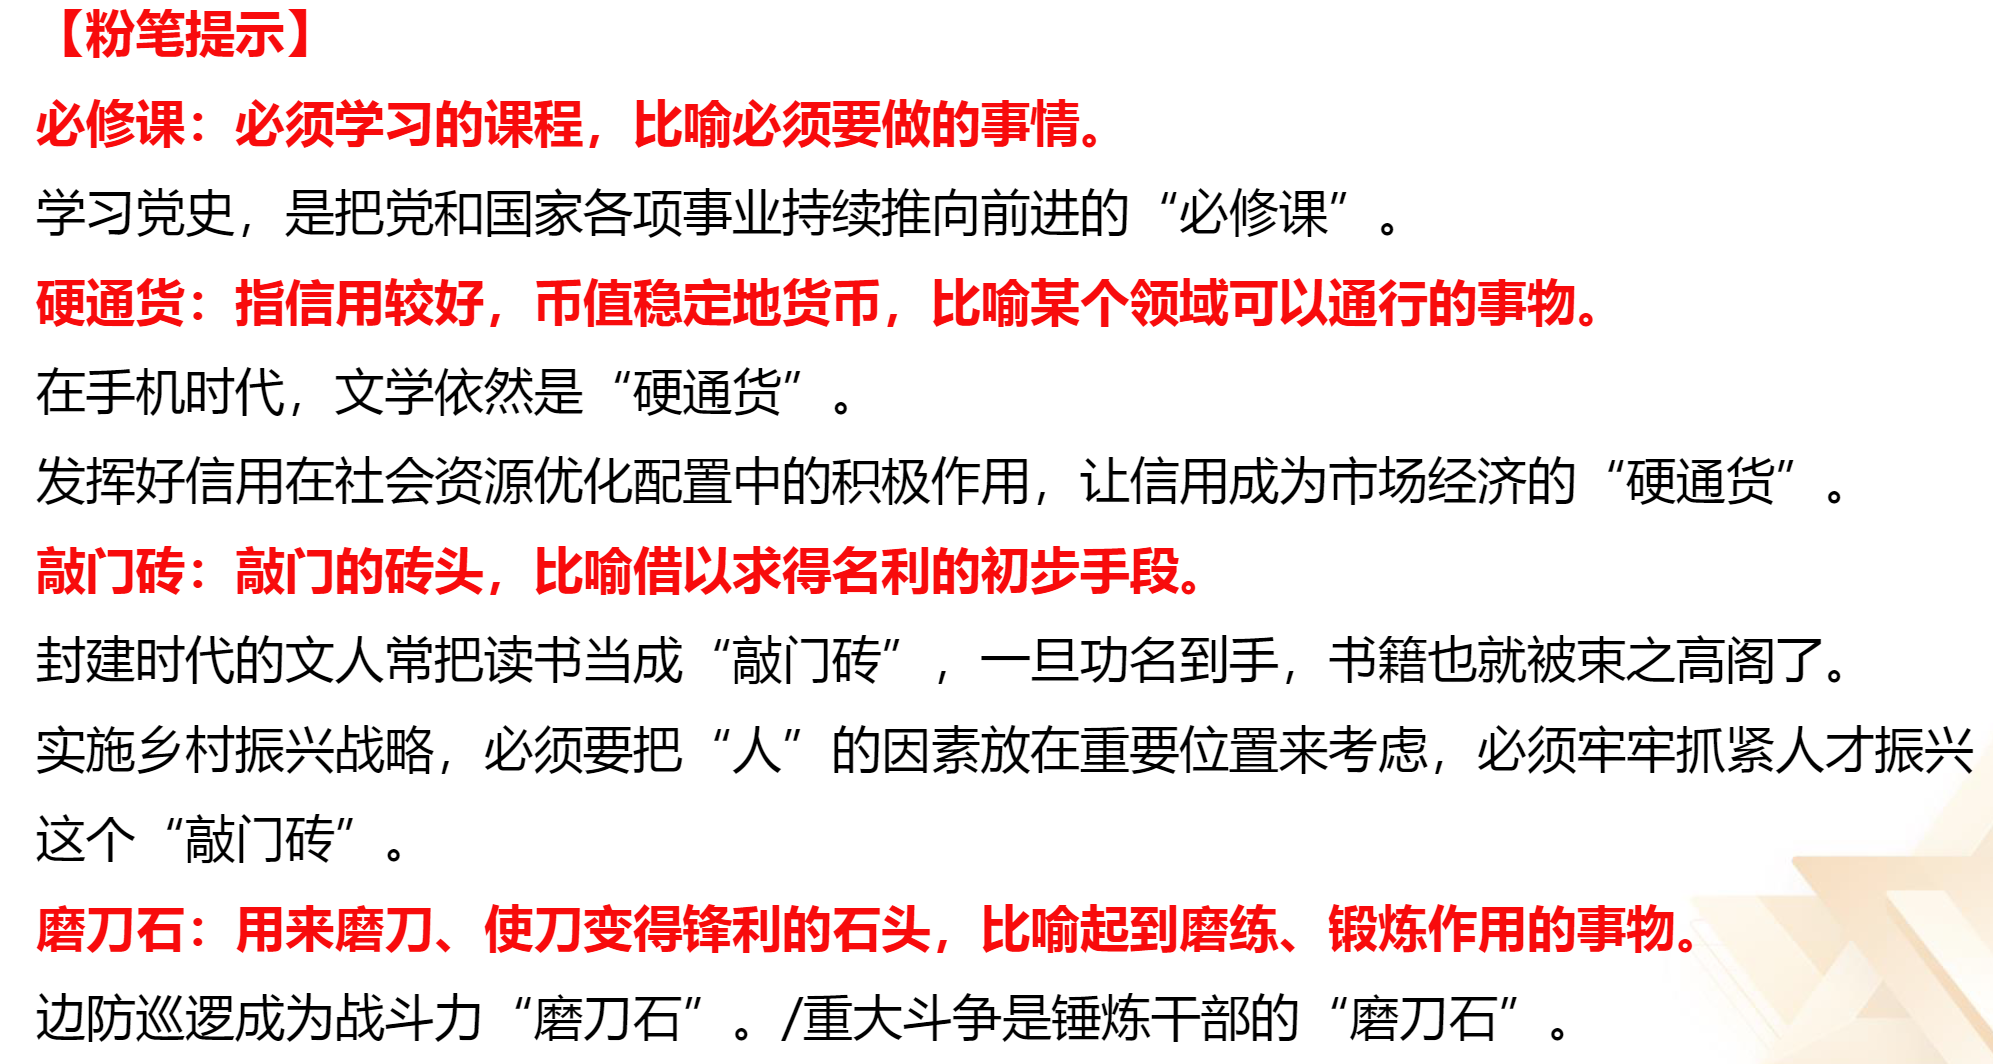 【粉笔提示】
必修课：必须学习的课程，比喻必须要做的事情。
学习党史，是把党和国家各项事业持续推向前进的“必修课”。
硬通货：指信用较好，币值稳定地货币，比喻某个领域可以通行的事物。
在手机时代，文学依然是“硬通货”。
发挥好信用在社会资源优化配置中的积极作用，让信用成为市场经济的“硬通货”。
敲门砖：敲门的砖头，比喻借以求得名利的初步手段。
封建时代的文人常把读书当成“敲门砖”，一旦功名到手，书籍也就被束之高阁了。
实施乡村振兴战略，必须要把“人”的因素放在重要位置来考虑，必须牢牢抓紧人才振兴
这个“敲门砖”。
磨刀石：用来磨刀、使刀变得锋利的石头，比喻起到磨练、锻炼作用的事物。
边防巡逻成为战斗力“磨刀石”。/重大斗争是锤炼干部的“磨刀石”。